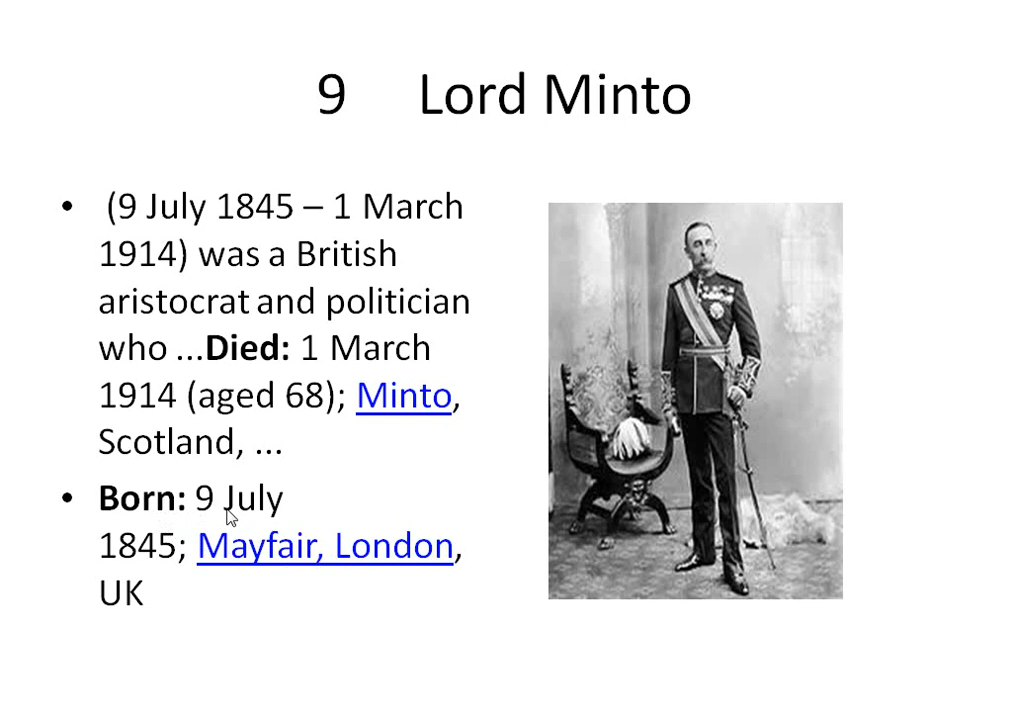 9 Lord Minto
• (9 July 1845 – 1 March
1914) was a British
aristocrat and politician
who ...Died: 1 March
1914 (aged 68); Minto,
Scotland, ...
• Born: 9 July
1845; Mayfair, London,
UK